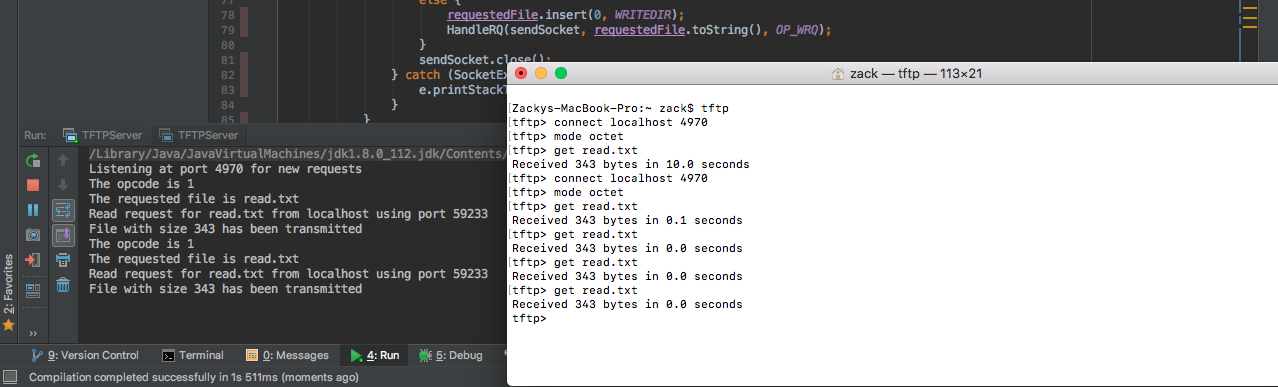 77 else {
78 requestedFile.insert(0, WRITEDIR);
79 HandleRQ(sendSocket, requestedFile.toString(), OP_WRQ);
80 }
81 sendSocket.close();
82 } catch (SocketEx
83 e.printStackT
84 }
85 }
Run: TFTPServer TFTPServer
/Library/Java/JavaVirtualMachines/jdk1.8.0_112.jdk/Contents/
Listening at port 4970 for new requests
The opcode is 1
The requested file is read.txt
Read request for read.txt from localhost using port 59233
File with size 343 has been transmitted
The opcode is 1
The requested file is read.txt
Read request for read.txt from localhost using port 59233
File with size 343 has been transmitted
2: Favorites
»
9: Version Control Terminal 0: Messages 4: Run 5: Debug
Compilation completed successfully in 1s 511ms (moments ago)
zack — tftp — 113×21
[Zackys-MacBook-Pro:~ zack$ tftp
[tftp> connect localhost 4970
[tftp> mode octet
[tftp> get read.txt
Received 343 bytes in 10.0 seconds
[tftp> connect localhost 4970
[tftp> mode octet
[tftp> get read.txt
Received 343 bytes in 0.1 seconds
[tftp> get read.txt
Received 343 bytes in 0.0 seconds
[tftp> get read.txt
Received 343 bytes in 0.0 seconds
[tftp> get read.txt
Received 343 bytes in 0.0 seconds
tftp>